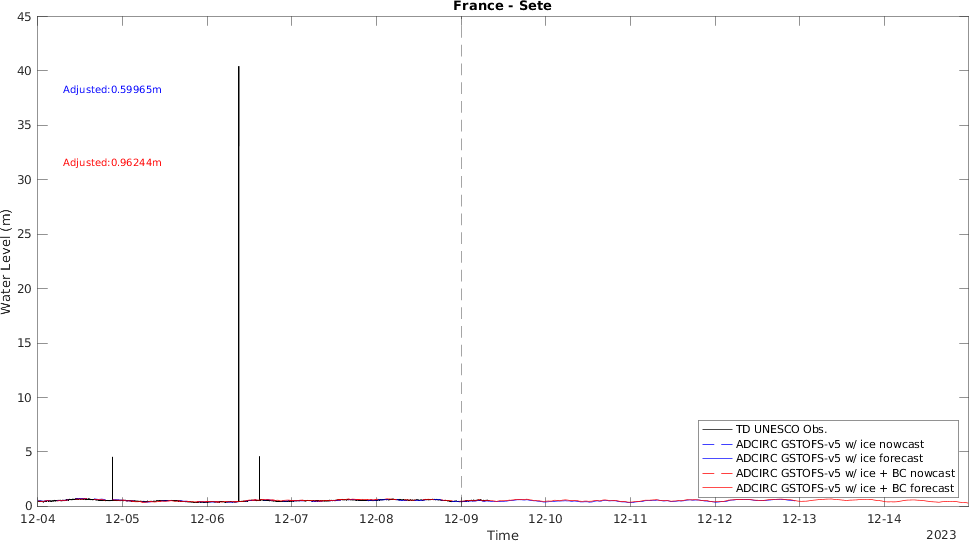 France - Sete
45
40
35
30
25
20
15
10
5
0
Water Level (m)
Adjusted:0.59965m
Adjusted:0.96244m
TD UNESCO Obs.
ADCIRC GSTOFS-v5 w/ ice nowcast
ADCIRC GSTOFS-v5 w/ ice forecast
ADCIRC GSTOFS-v5 w/ ice + BC nowcast
ADCIRC GSTOFS-v5 w/ ice + BC forecast
12-04 12-05 12-06 12-07 12-08 12-09 12-10 12-11 12-12 12-13 12-14
Time
2023